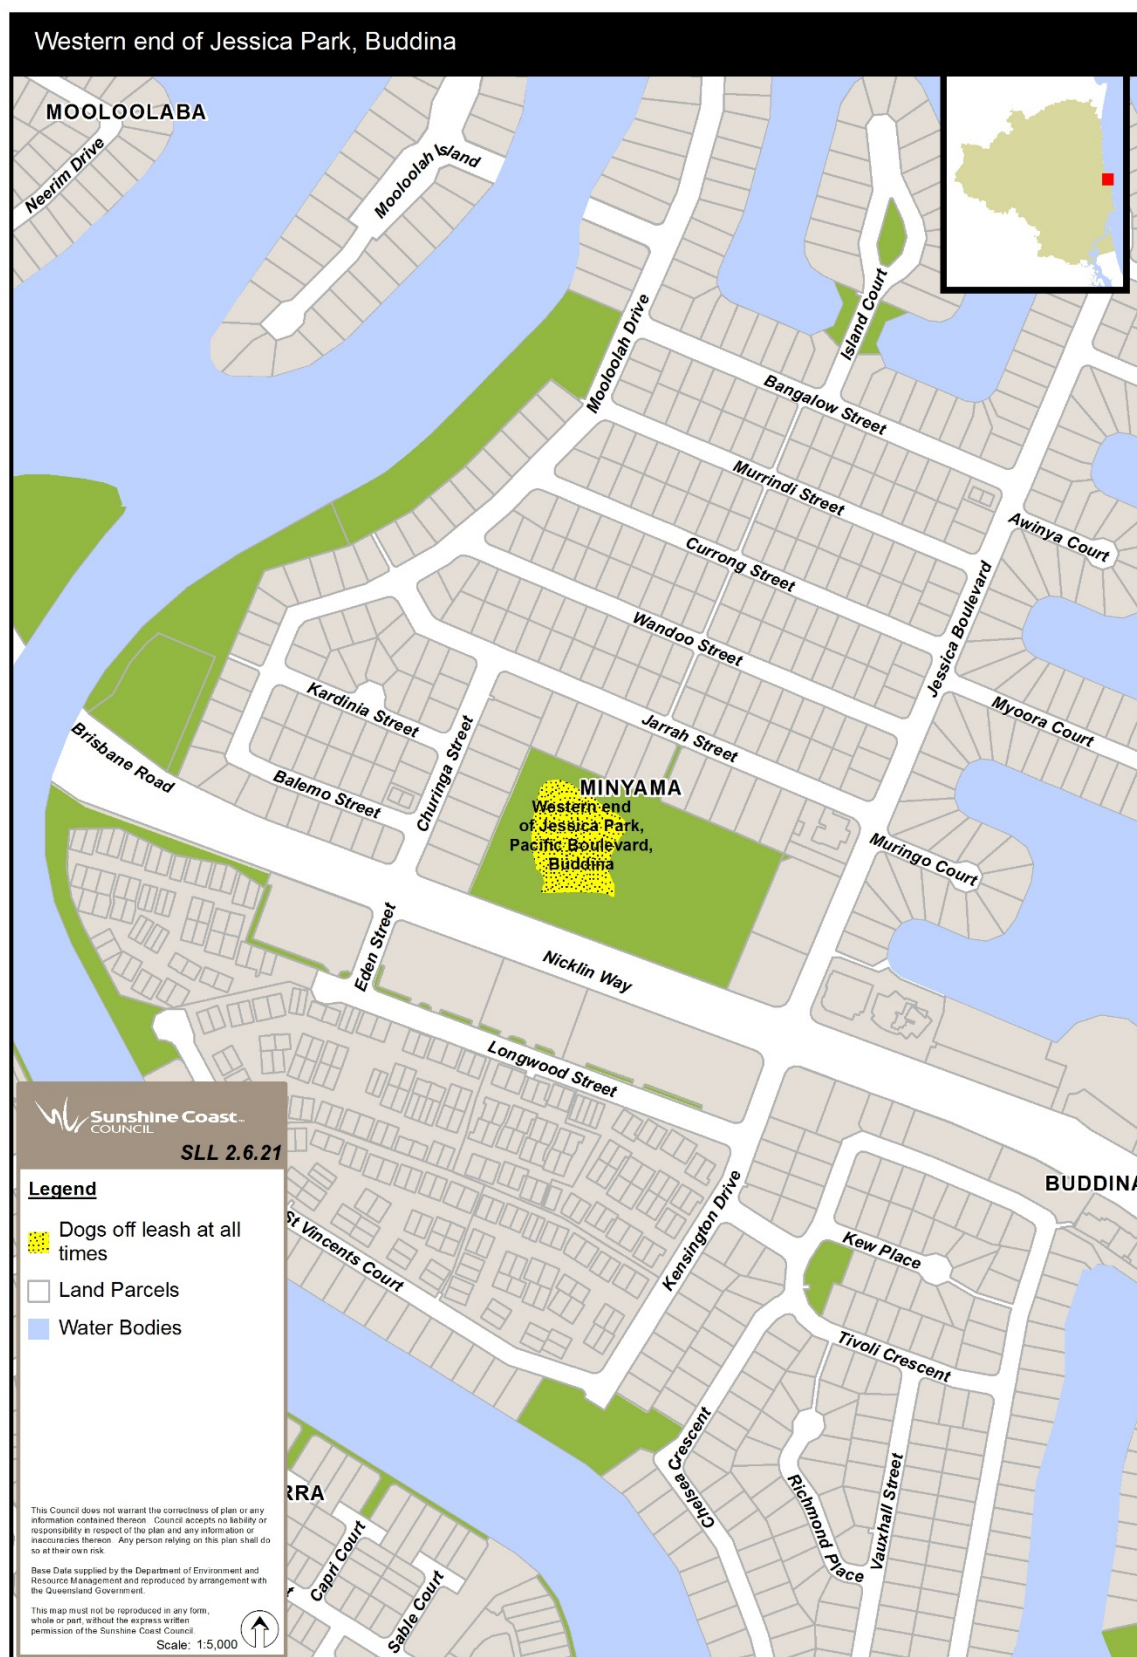 Western end of Jessica Park, Buddina
MOOLOOLABA
Neerim Drive
Mooloolah Island
Mooloolah Drive
Island Court
Bangalow Street
Murrindi Street
Awinya Court
Currong Street
Jessica Boulevard
Wandoo Street
Kardinia Street
Myoora Court
Jarrah Street
Brisbane Road
Churinga Street
Balemo Street
MINYAMA
Western end
of Jessica Park,
Pacific Boulevard,
Buddina
Muringo Court
Eden Street
Nicklin Way
Longwood Street
Sunshine Coast
COUNCIL
SLL 2.6.21
Legend
Dogs off leash at all
times
Land Parcels
Water Bodies
BUDDINA
Kensington Drive
Kew Place
St Vincents Court
Tivoli Crescent
Chelsea Crescent
Richmond Place
Vauxhall Street
RRA
Capri Court
Sable Court
This Council does not warrant the correctness of plan or any
information contained thereon. Council accepts no liability or
responsibility in respect of the plan and any information or
inaccuracies thereon. Any person relying on this plan shall do
so at their own risk.
Base Data supplied by the Department of Environment and
Resource Management and reproduced by arrangement with
the Queensland Government.
This map must not be reproduced in any form,
whole or part, without the express written
permission of the Sunshine Coast Council.
Scale: 1:5,000